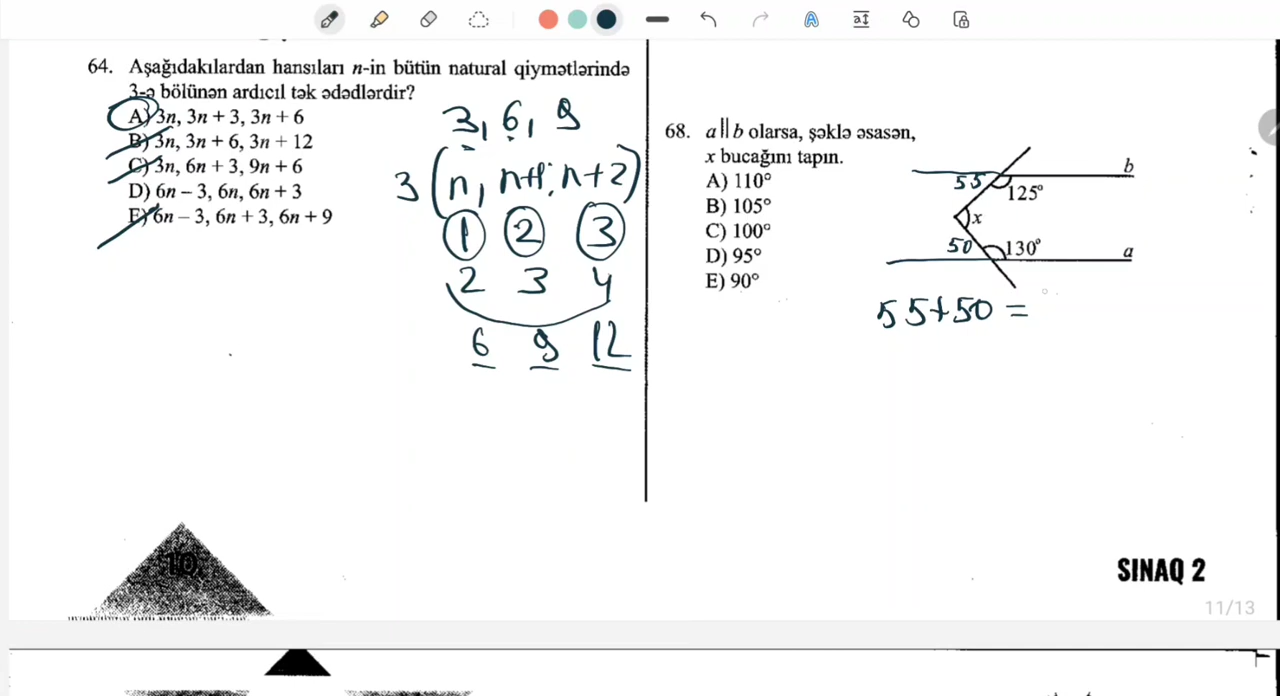 64. Aşağıdakılardan hansıları n-in bütün natural qiymətlərində
3-ə bölünən ardıcıl tək ədədlərdir?
A) 3n, 3n + 3, 3n + 6
B) 3n, 3n + 6, 3n + 12
C) 3n, 6n + 3, 9n + 6
D) 6n – 3, 6n, 6n + 3
E) 6n – 3, 6n + 3, 6n + 9
3, 6, 9
3 (n, n+1, n+2)
1 2 3
2 3 4
6 9 12
68. a||b olarsa, şəklə əsasən,
x bucağını tapın.
A) 110°
B) 105°
C) 100°
D) 95°
E) 90°
b
55 125°
x
50 130° a
55+50 =
10
SINAQ 2
11/13